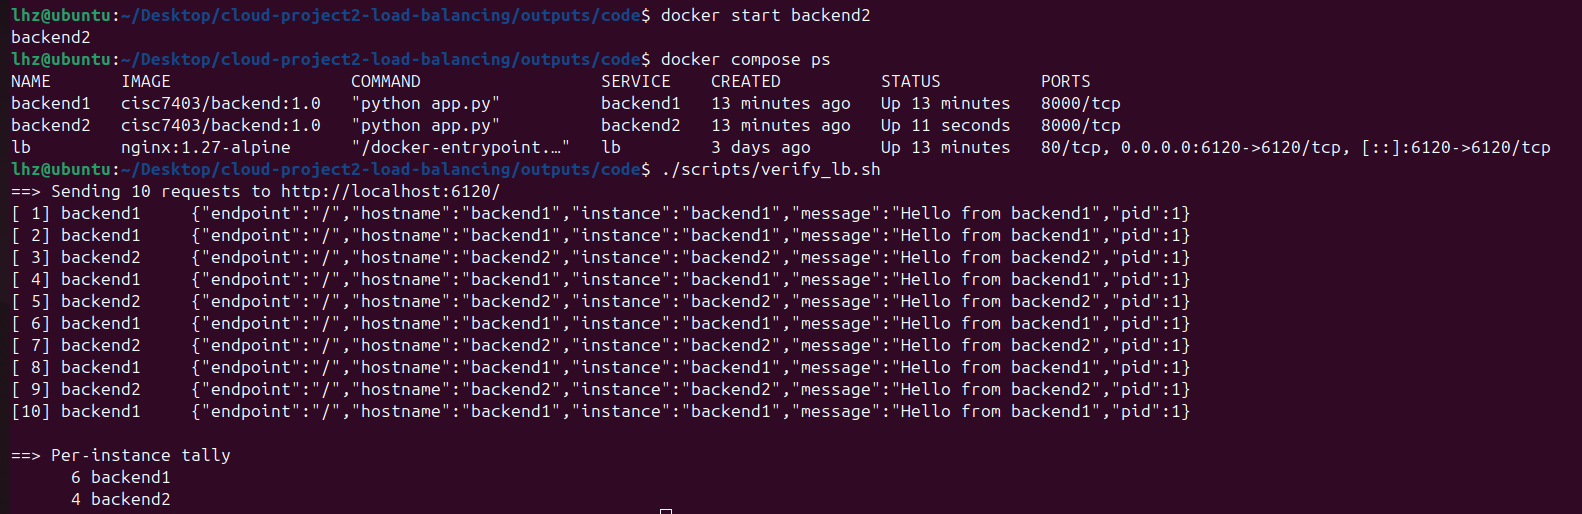 lhz@ubuntu:~/Desktop/cloud-project2-load-balancing/outputs/code$ docker start backend2
backend2
lhz@ubuntu:~/Desktop/cloud-project2-load-balancing/outputs/code$ docker compose ps
NAME       IMAGE                  COMMAND                  SERVICE    CREATED          STATUS          PORTS
backend1   cisc7403/backend:1.0   "python app.py"          backend1   13 minutes ago   Up 13 minutes   8000/tcp
backend2   cisc7403/backend:1.0   "python app.py"          backend2   13 minutes ago   Up 11 seconds   8000/tcp
lb         nginx:1.27-alpine      "/docker-entrypoint.…"   lb         3 days ago       Up 13 minutes   80/tcp, 0.0.0.0:6120->6120/tcp, [::]:6120->6120/tcp
lhz@ubuntu:~/Desktop/cloud-project2-load-balancing/outputs/code$ ./scripts/verify_lb.sh
==> Sending 10 requests to http://localhost:6120/
[ 1] backend1     {"endpoint":"/","hostname":"backend1","instance":"backend1","message":"Hello from backend1","pid":1}
[ 2] backend1     {"endpoint":"/","hostname":"backend1","instance":"backend1","message":"Hello from backend1","pid":1}
[ 3] backend2     {"endpoint":"/","hostname":"backend2","instance":"backend2","message":"Hello from backend2","pid":1}
[ 4] backend1     {"endpoint":"/","hostname":"backend1","instance":"backend1","message":"Hello from backend1","pid":1}
[ 5] backend2     {"endpoint":"/","hostname":"backend2","instance":"backend2","message":"Hello from backend2","pid":1}
[ 6] backend1     {"endpoint":"/","hostname":"backend1","instance":"backend1","message":"Hello from backend1","pid":1}
[ 7] backend2     {"endpoint":"/","hostname":"backend2","instance":"backend2","message":"Hello from backend2","pid":1}
[ 8] backend1     {"endpoint":"/","hostname":"backend1","instance":"backend1","message":"Hello from backend1","pid":1}
[ 9] backend2     {"endpoint":"/","hostname":"backend2","instance":"backend2","message":"Hello from backend2","pid":1}
[10] backend1     {"endpoint":"/","hostname":"backend1","instance":"backend1","message":"Hello from backend1","pid":1}
==> Per-instance tally
      6 backend1
      4 backend2